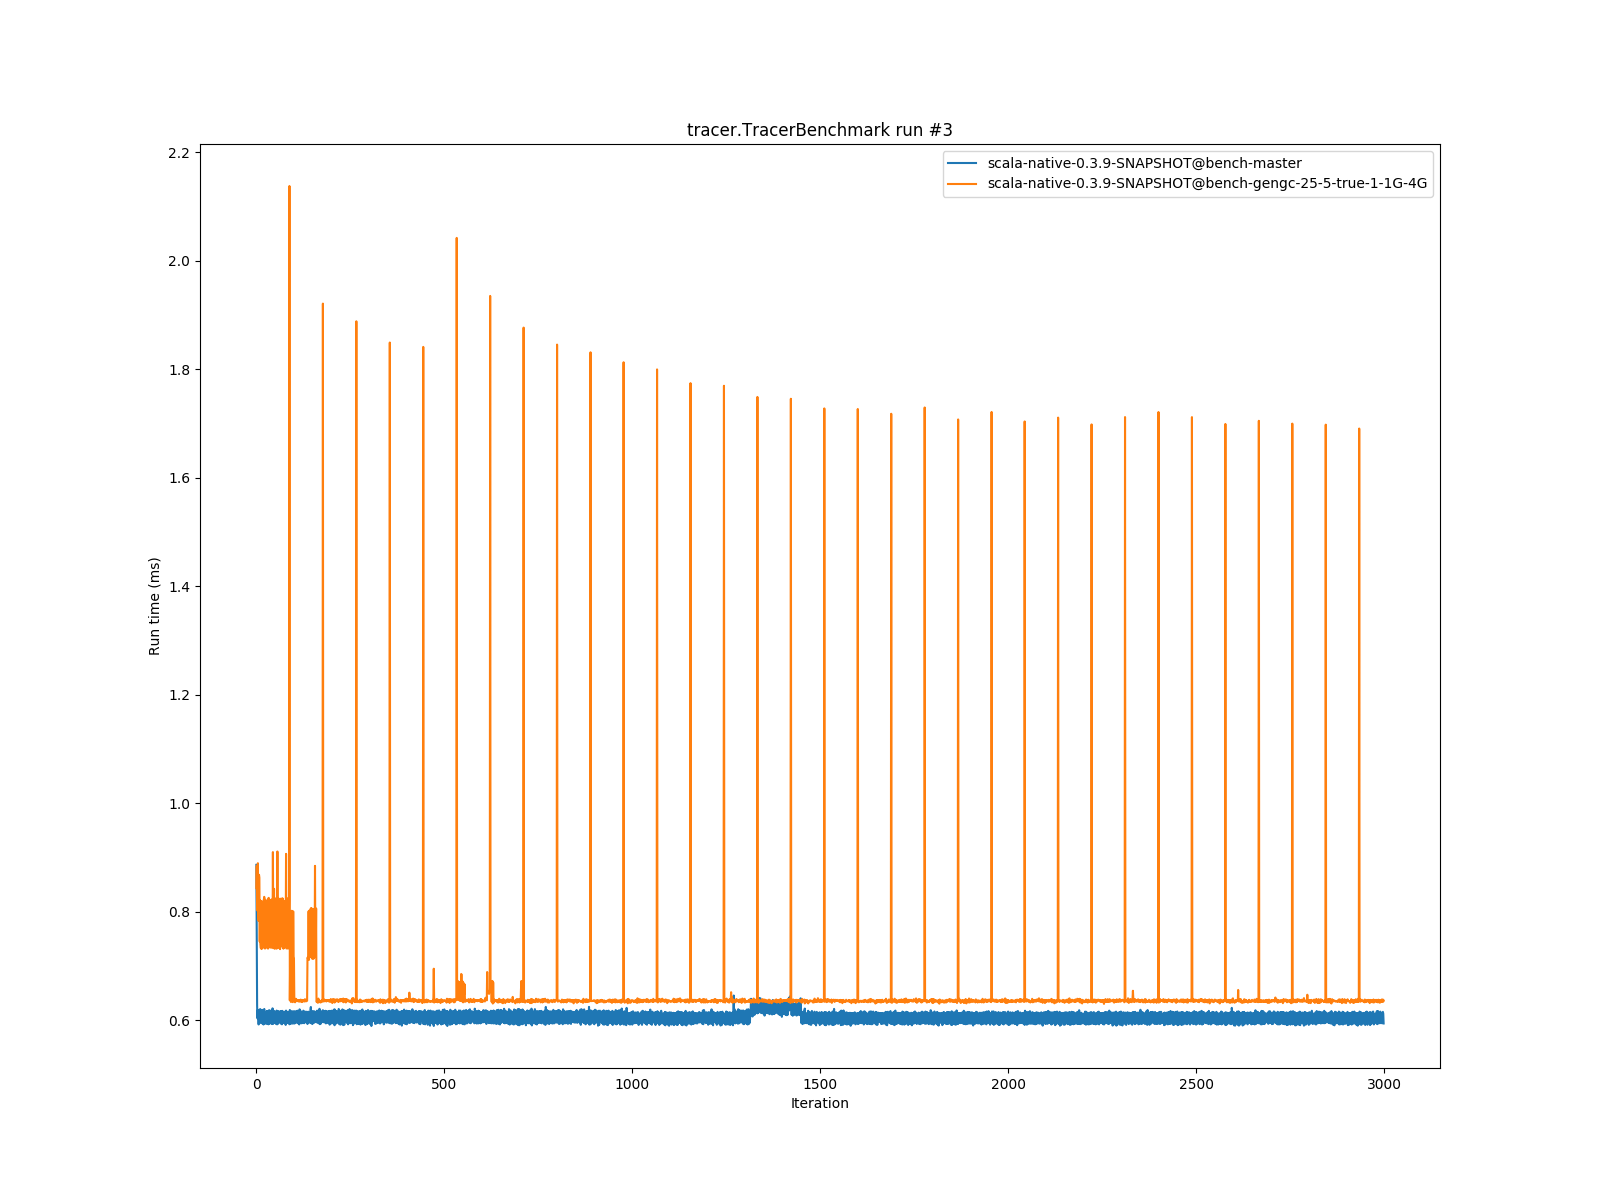 tracer.TracerBenchmark run #3
scala-native-0.3.9-SNAPSHOT@bench-master
scala-native-0.3.9-SNAPSHOT@bench-gengc-25-5-true-1-1G-4G
Run time (ms)
2.2
2.0
1.8
1.6
1.4
1.2
1.0
0.8
0.6
0 500 1000 1500 2000 2500 3000
Iteration